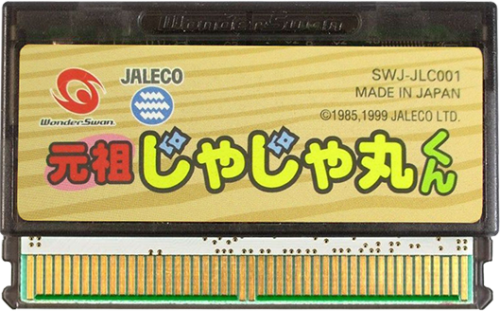 WonderSwan
JALECO
SWJ-JLC001
MADE IN JAPAN
©1985,1999 JALECO LTD.
WonderSwan
元祖じゃじゃ丸くん